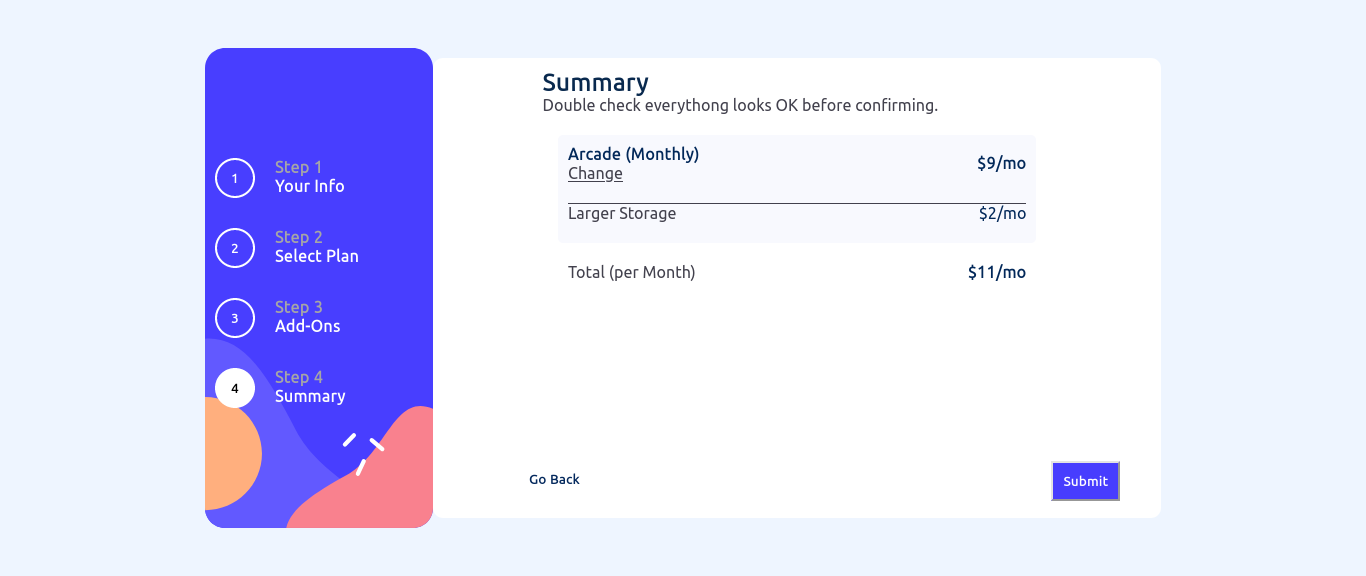 1
Step 1
Your Info
2
Step 2
Select Plan
3
Step 3
Add-Ons
4
Step 4
Summary
Summary
Double check everythong looks OK before confirming.
Arcade (Monthly)
Change
$9/mo
Larger Storage $2/mo
Total (per Month) $11/mo
Go Back
Submit